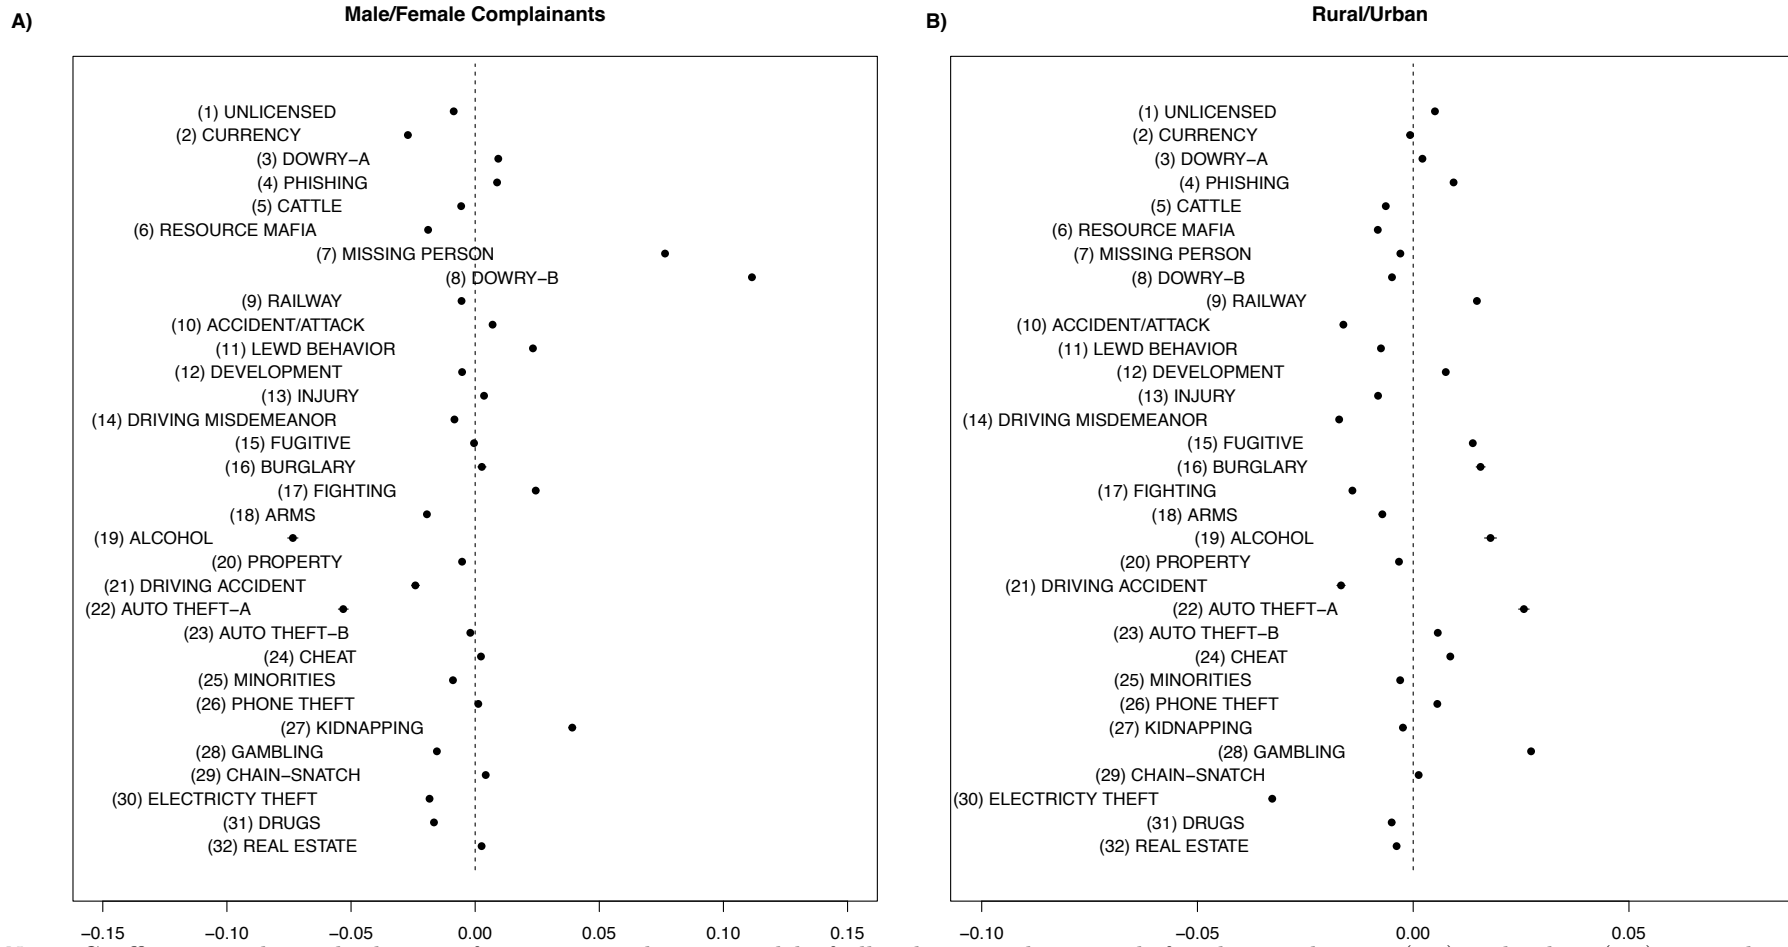 A)
Male/Female Complainants
(1) UNLICENSED
(2) CURRENCY
(3) DOWRY−A
(4) PHISHING
(5) CATTLE
(6) RESOURCE MAFIA
(7) MISSING PERSON
(8) DOWRY−B
(9) RAILWAY
(10) ACCIDENT/ATTACK
(11) LEWD BEHAVIOR
(12) DEVELOPMENT
(13) INJURY
(14) DRIVING MISDEMEANOR
(15) FUGITIVE
(16) BURGLARY
(17) FIGHTING
(18) ARMS
(19) ALCOHOL
(20) PROPERTY
(21) DRIVING ACCIDENT
(22) AUTO THEFT−A
(23) AUTO THEFT−B
(24) CHEAT
(25) MINORITIES
(26) PHONE THEFT
(27) KIDNAPPING
(28) GAMBLING
(29) CHAIN−SNATCH
(30) ELECTRICTY THEFT
(31) DRUGS
(32) REAL ESTATE
−0.15 −0.10 −0.05 0.00 0.05 0.10 0.15
B)
Rural/Urban
(1) UNLICENSED
(2) CURRENCY
(3) DOWRY−A
(4) PHISHING
(5) CATTLE
(6) RESOURCE MAFIA
(7) MISSING PERSON
(8) DOWRY−B
(9) RAILWAY
(10) ACCIDENT/ATTACK
(11) LEWD BEHAVIOR
(12) DEVELOPMENT
(13) INJURY
(14) DRIVING MISDEMEANOR
(15) FUGITIVE
(16) BURGLARY
(17) FIGHTING
(18) ARMS
(19) ALCOHOL
(20) PROPERTY
(21) DRIVING ACCIDENT
(22) AUTO THEFT−A
(23) AUTO THEFT−B
(24) CHEAT
(25) MINORITIES
(26) PHONE THEFT
(27) KIDNAPPING
(28) GAMBLING
(29) CHAIN−SNATCH
(30) ELECTRICTY THEFT
(31) DRUGS
(32) REAL ESTATE
−0.10 −0.05 0.00 0.05